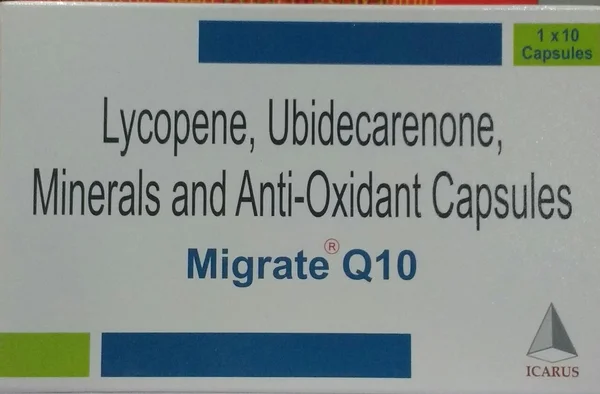 1 x 10
Capsules
Lycopene, Ubidecarenone,
Minerals and Anti-Oxidant Capsules
Migrate® Q10
ICARUS